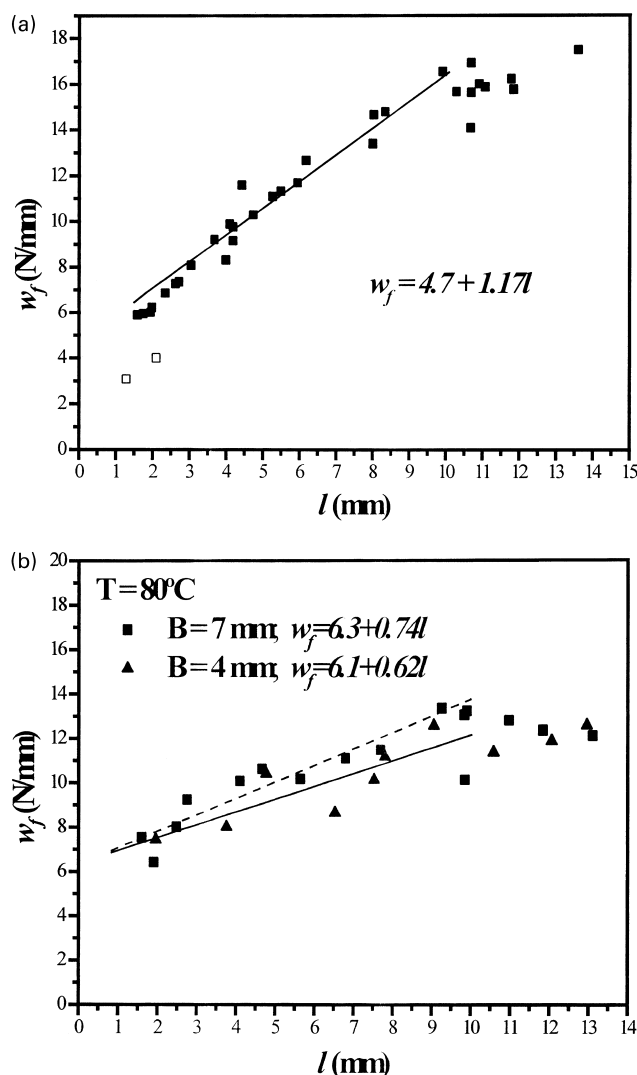 (a)
18
16
14
12
10
8
6
4
2
0
w_f (N/mm)
w_f = 4.7 + 1.17l
0 1 2 3 4 5 6 7 8 9 10 11 12 13 14 15
l (mm)
(b)
20
18
16
14
12
10
8
6
4
2
0
w_f (N/mm)
T = 80ºC
B = 7 mm; w_f=6.3+0.74l
B = 4 mm; w_f=6.1+0.62l
0 1 2 3 4 5 6 7 8 9 10 11 12 13 14
l (mm)